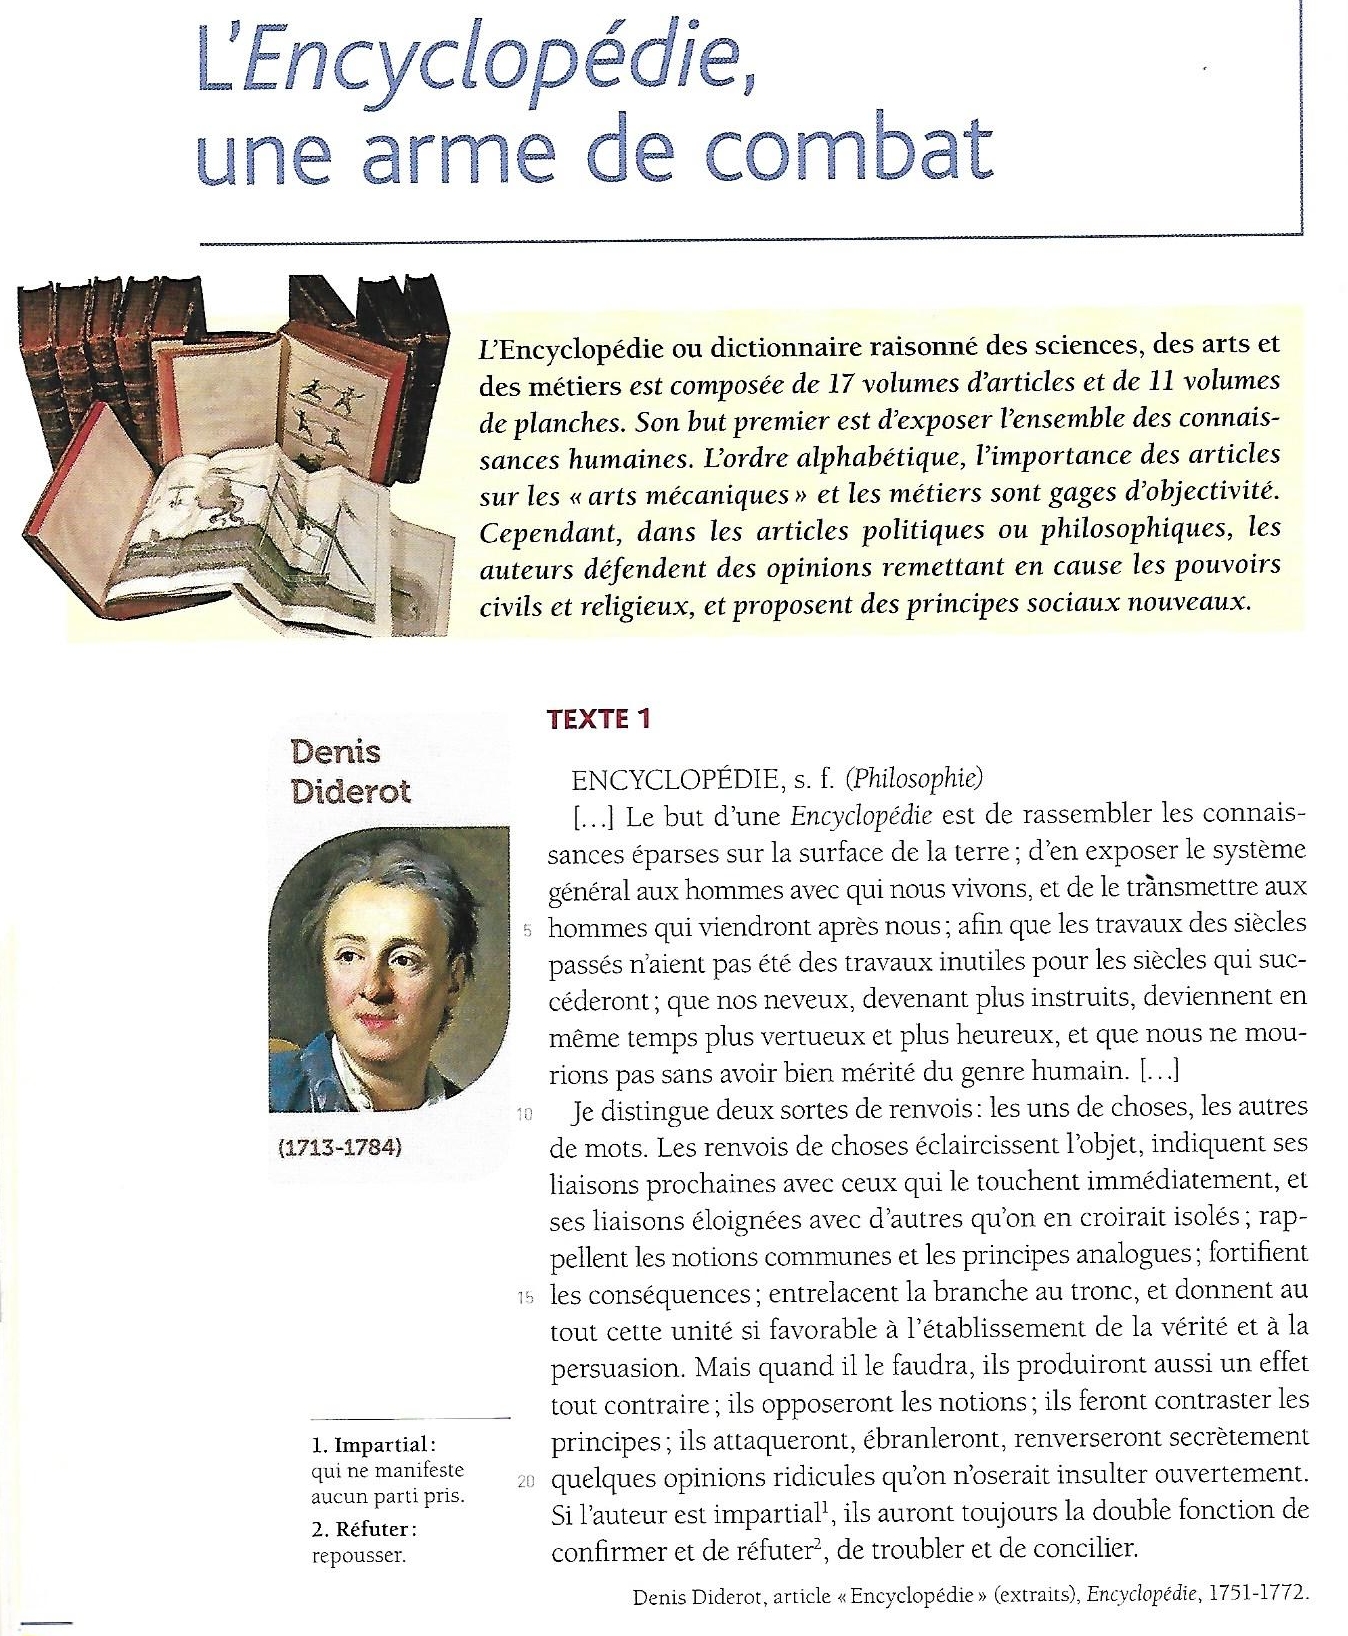 L'Encyclopédie,
une arme de combat
L'Encyclopédie ou dictionnaire raisonné des sciences, des arts et
des métiers est composée de 17 volumes d'articles et de 11 volumes
de planches. Son but premier est d'exposer l'ensemble des connais-
sances humaines. L'ordre alphabétique, l'importance des articles
sur les « arts mécaniques » et les métiers sont gages d'objectivité.
Cependant, dans les articles politiques ou philosophiques, les
auteurs défendent des opinions remettant en cause les pouvoirs
civils et religieux, et proposent des principes sociaux nouveaux.
Denis
Diderot
(1713-1784)
TEXTE 1
ENCYCLOPÉDIE, s. f. (Philosophie)
[…] Le but d'une Encyclopédie est de rassembler les connais-
sances éparses sur la surface de la terre ; d'en exposer le système
général aux hommes avec qui nous vivons, et de le transmettre aux
5 hommes qui viendront après nous ; afin que les travaux des siècles
passés n'aient pas été des travaux inutiles pour les siècles qui suc-
céderont ; que nos neveux, devenant plus instruits, deviennent en
même temps plus vertueux et plus heureux, et que nous ne mou-
rions pas sans avoir bien mérité du genre humain. […]
10 Je distingue deux sortes de renvois : les uns de choses, les autres
de mots. Les renvois de choses éclaircissent l'objet, indiquent ses
liaisons prochaines avec ceux qui le touchent immédiatement, et
ses liaisons éloignées avec d'autres qu'on en croirait isolés ; rap-
pellent les notions communes et les principes analogues ; fortifient
15 les conséquences ; entrelacent la branche au tronc, et donnent au
tout cette unité si favorable à l'établissement de la vérité et à la
persuasion. Mais quand il le faudra, ils produiront aussi un effet
tout contraire ; ils opposeront les notions ; ils feront contraster les
principes ; ils attaqueront, ébranleront, renverseront secrètement
20 quelques opinions ridicules qu'on n'oserait insulter ouvertement.
Si l'auteur est impartial¹, ils auront toujours la double fonction de
confirmer et de réfuter², de troubler et de concilier.
Denis Diderot, article « Encyclopédie » (extraits), Encyclopédie, 1751-1772.
1. Impartial :
qui ne manifeste
aucun parti pris.
2. Réfuter :
repousser.